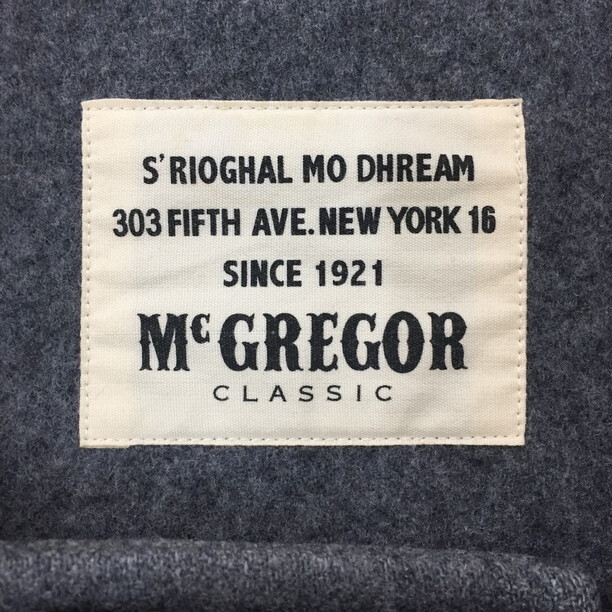 S'RIOGHAL MO DHREAM
303 FIFTH AVE. NEW YORK 16
SINCE 1921
McGREGOR
CLASSIC